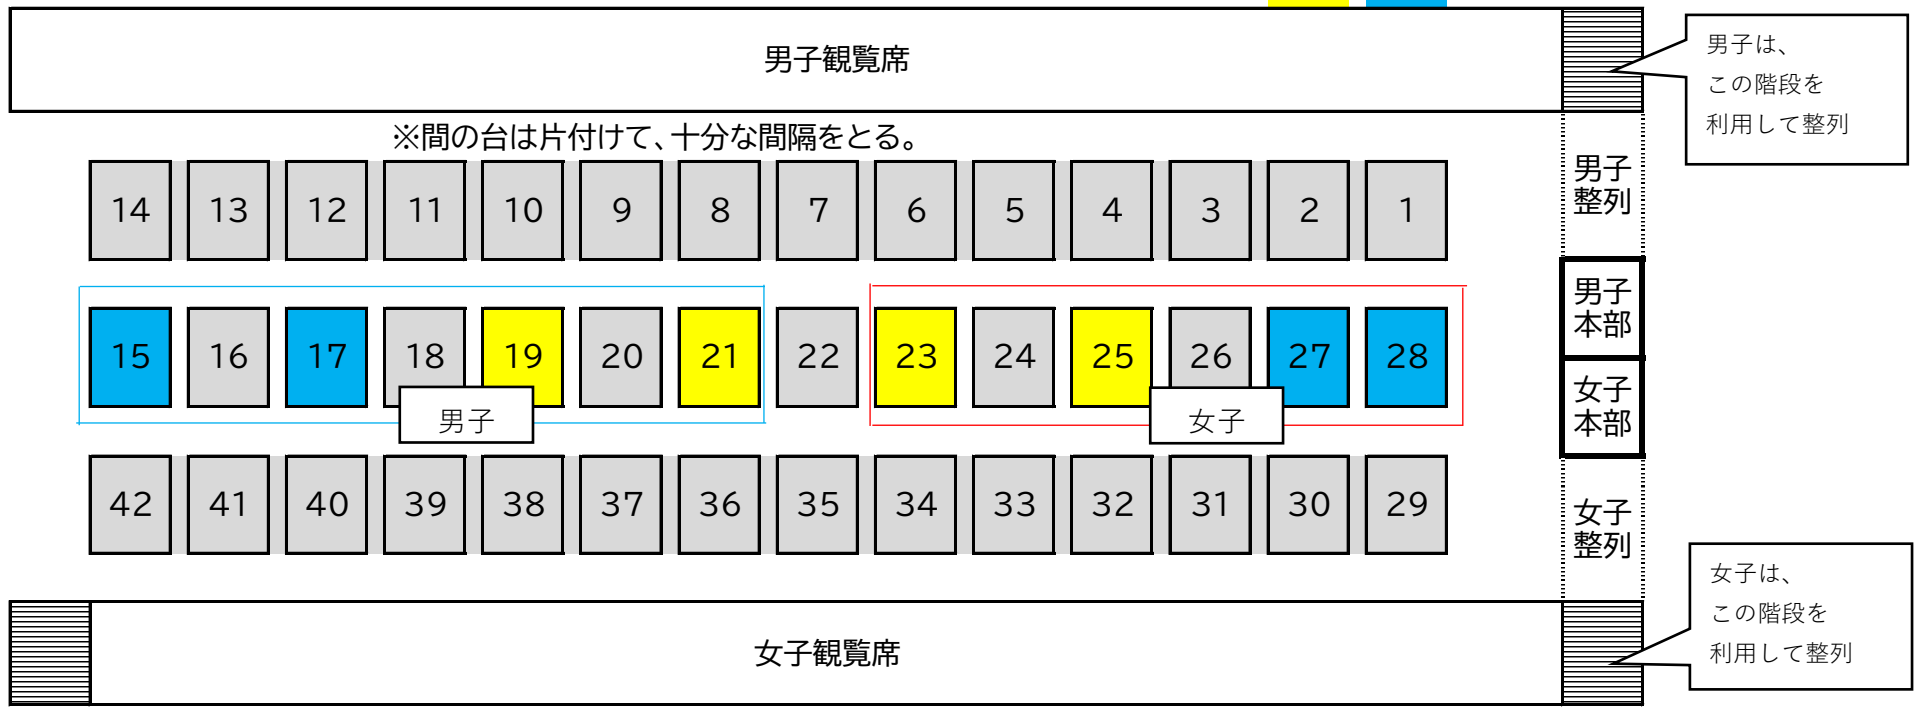 男子観覧席
男子は、
この階段を
利用して整列
※間の台は片付けて、十分な間隔をとる。
男子
整列
14 13 12 11 10 9 8 7 6 5 4 3 2 1
男子
本部
15 16 17 18 19 20 21 22 23 24 25 26 27 28
男子 女子
女子
本部
42 41 40 39 38 37 36 35 34 33 32 31 30 29
女子
整列
女子は、
この階段を
利用して整列
女子観覧席